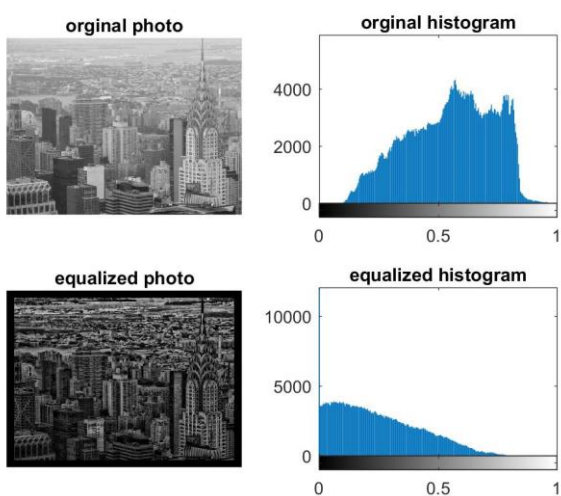 orginal photo
orginal histogram
4000
2000
0
0 0.5 1
equalized photo
equalized histogram
10000
5000
0
0 0.5 1